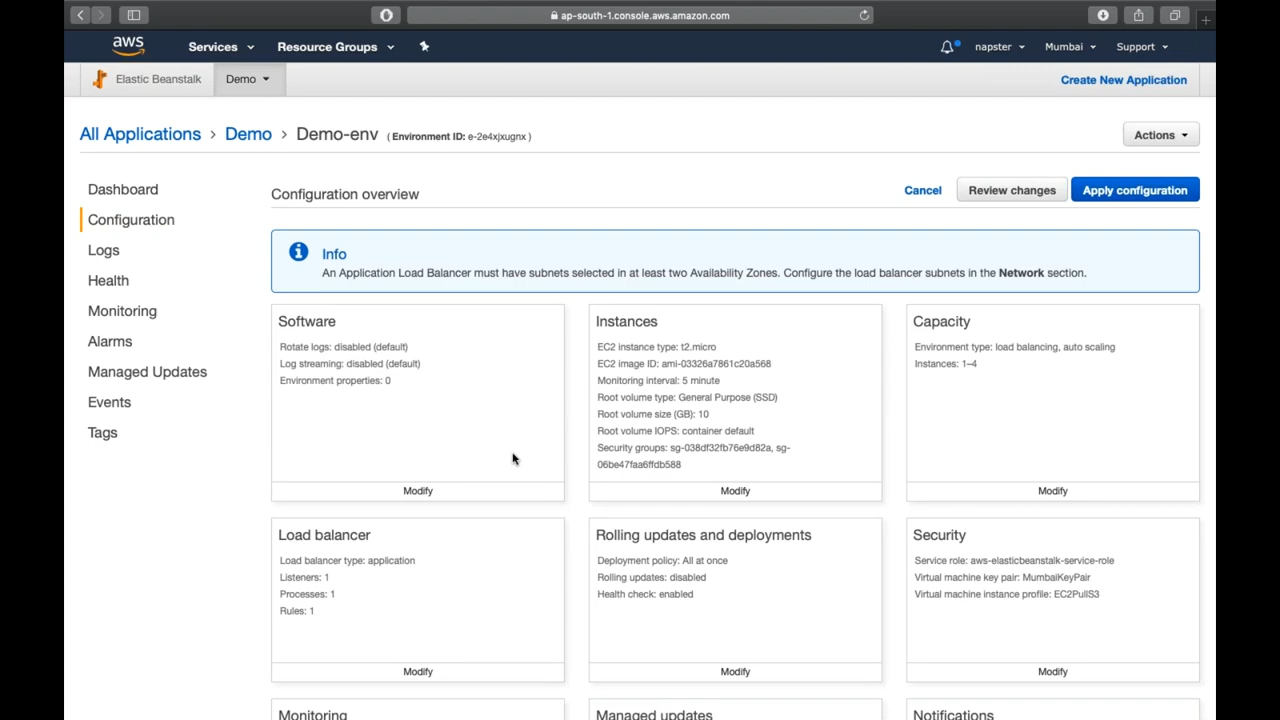 ap-south-1.console.aws.amazon.com
aws
Services
Resource Groups
napster
Mumbai
Support
Elastic Beanstalk
Demo
Create New Application
All Applications > Demo > Demo-env ( Environment ID: e-2e4xjxugnx )
Actions
Dashboard
Configuration
Logs
Health
Monitoring
Alarms
Managed Updates
Events
Tags
Configuration overview
Cancel
Review changes
Apply configuration
Info
An Application Load Balancer must have subnets selected in at least two Availability Zones. Configure the load balancer subnets in the Network section.
Software
Rotate logs: disabled (default)
Log streaming: disabled (default)
Environment properties: 0
Modify
Instances
EC2 instance type: t2.micro
EC2 image ID: ami-03326a7861c20a568
Monitoring interval: 5 minute
Root volume type: General Purpose (SSD)
Root volume size (GB): 10
Root volume IOPS: container default
Security groups: sg-038df32fb76e9d82a, sg-
06be47faa6ffdb588
Modify
Capacity
Environment type: load balancing, auto scaling
Instances: 1–4
Modify
Load balancer
Load balancer type: application
Listeners: 1
Processes: 1
Rules: 1
Modify
Rolling updates and deployments
Deployment policy: All at once
Rolling updates: disabled
Health check: enabled
Modify
Security
Service role: aws-elasticbeanstalk-service-role
Virtual machine key pair: MumbaiKeyPair
Virtual machine instance profile: EC2PullS3
Modify
Monitoring
Managed updates
Notifications